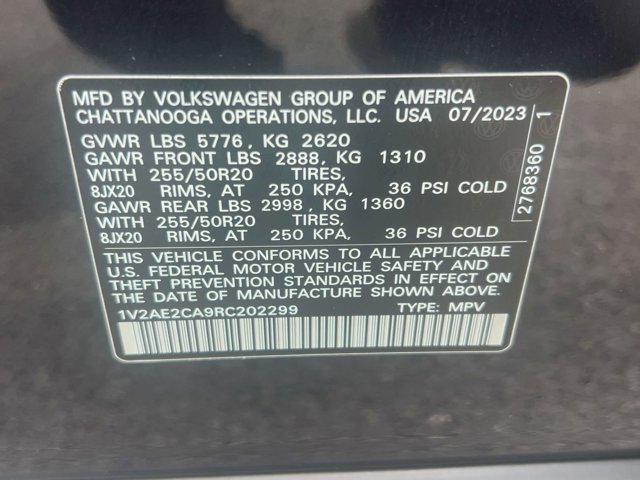 MFD BY VOLKSWAGEN GROUP OF AMERICA
CHATTANOOGA OPERATIONS, LLC. USA 07/2023
GVWR LBS 5776, KG 2620
GAWR FRONT LBS 2888, KG 1310
WITH 255/50R20 TIRES,
8JX20 RIMS, AT 250 KPA, 36 PSI COLD
GAWR REAR LBS 2998, KG 1360
WITH 255/50R20 TIRES,
8JX20 RIMS, AT 250 KPA, 36 PSI COLD
THIS VEHICLE CONFORMS TO ALL APPLICABLE
U.S. FEDERAL MOTOR VEHICLE SAFETY AND
THEFT PREVENTION STANDARDS IN EFFECT ON
THE DATE OF MANUFACTURE SHOWN ABOVE.
1V2AE2CA9RC202299 TYPE: MPV
2768360 1